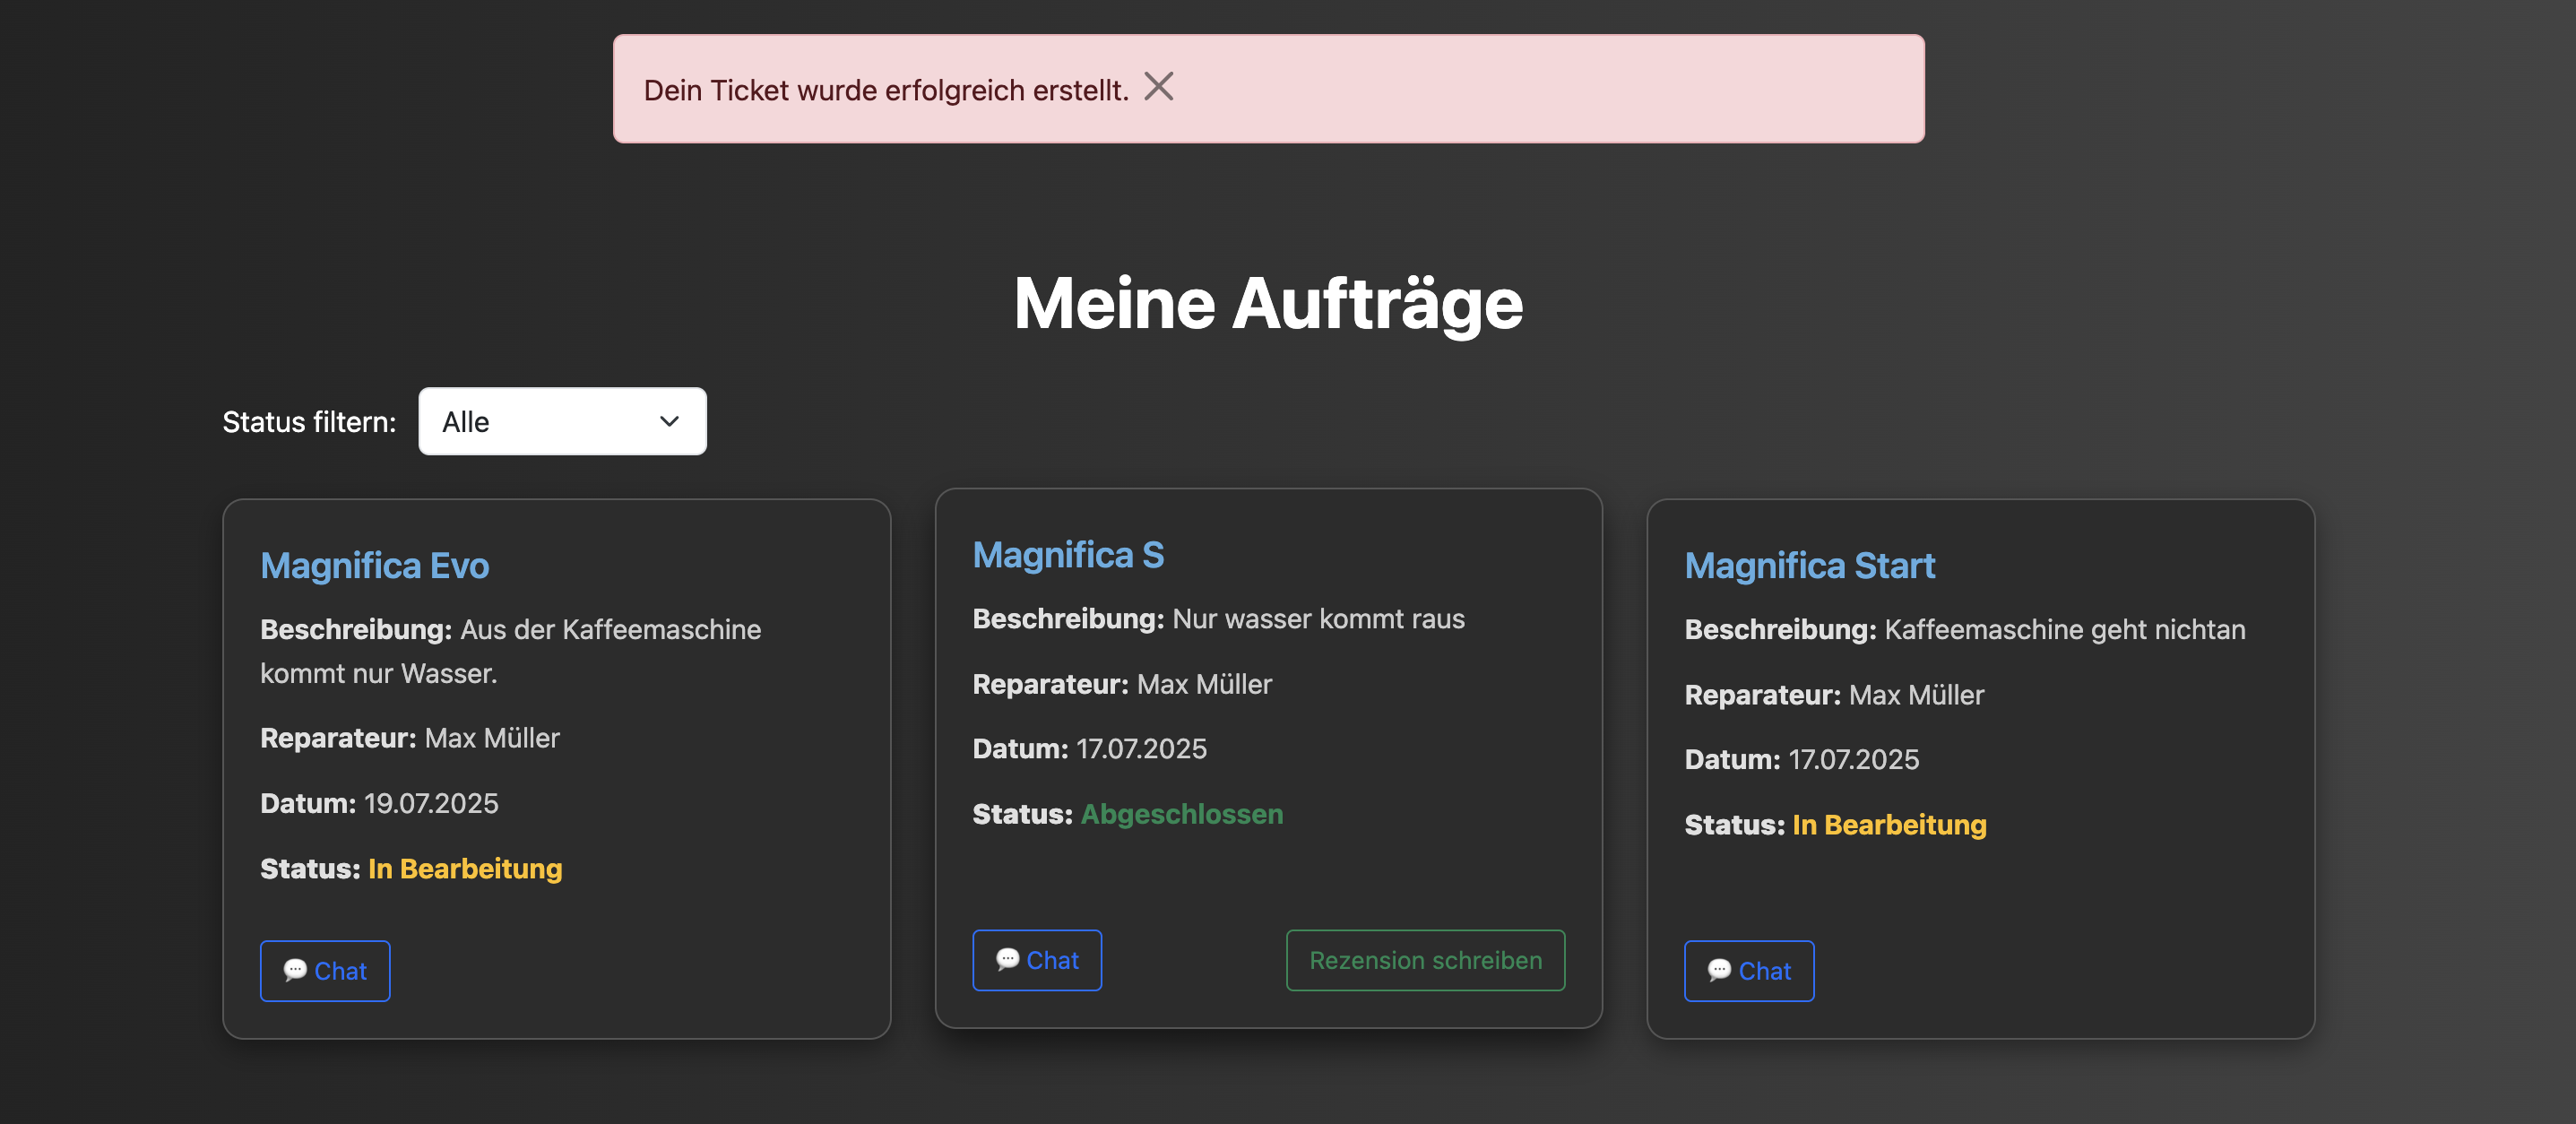 Dein Ticket wurde erfolgreich erstellt.
Meine Aufträge
Status filtern:
Alle
Magnifica Evo
Beschreibung: Aus der Kaffeemaschine
kommt nur Wasser.
Reparateur: Max Müller
Datum: 19.07.2025
Status: In Bearbeitung
Chat
Magnifica S
Beschreibung: Nur wasser kommt raus
Reparateur: Max Müller
Datum: 17.07.2025
Status: Abgeschlossen
Chat
Rezension schreiben
Magnifica Start
Beschreibung: Kaffeemaschine geht nichtan
Reparateur: Max Müller
Datum: 17.07.2025
Status: In Bearbeitung
Chat